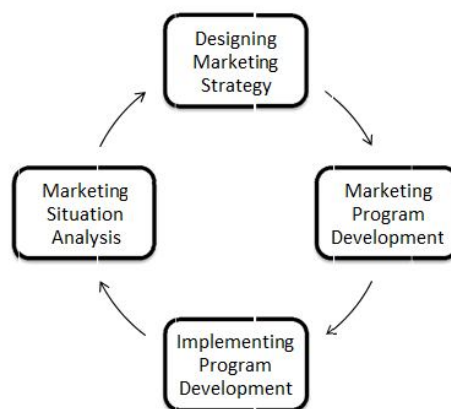 Designing
Marketing
Strategy
Marketing
Program
Development
Implementing
Program
Development
Marketing
Situation
Analysis